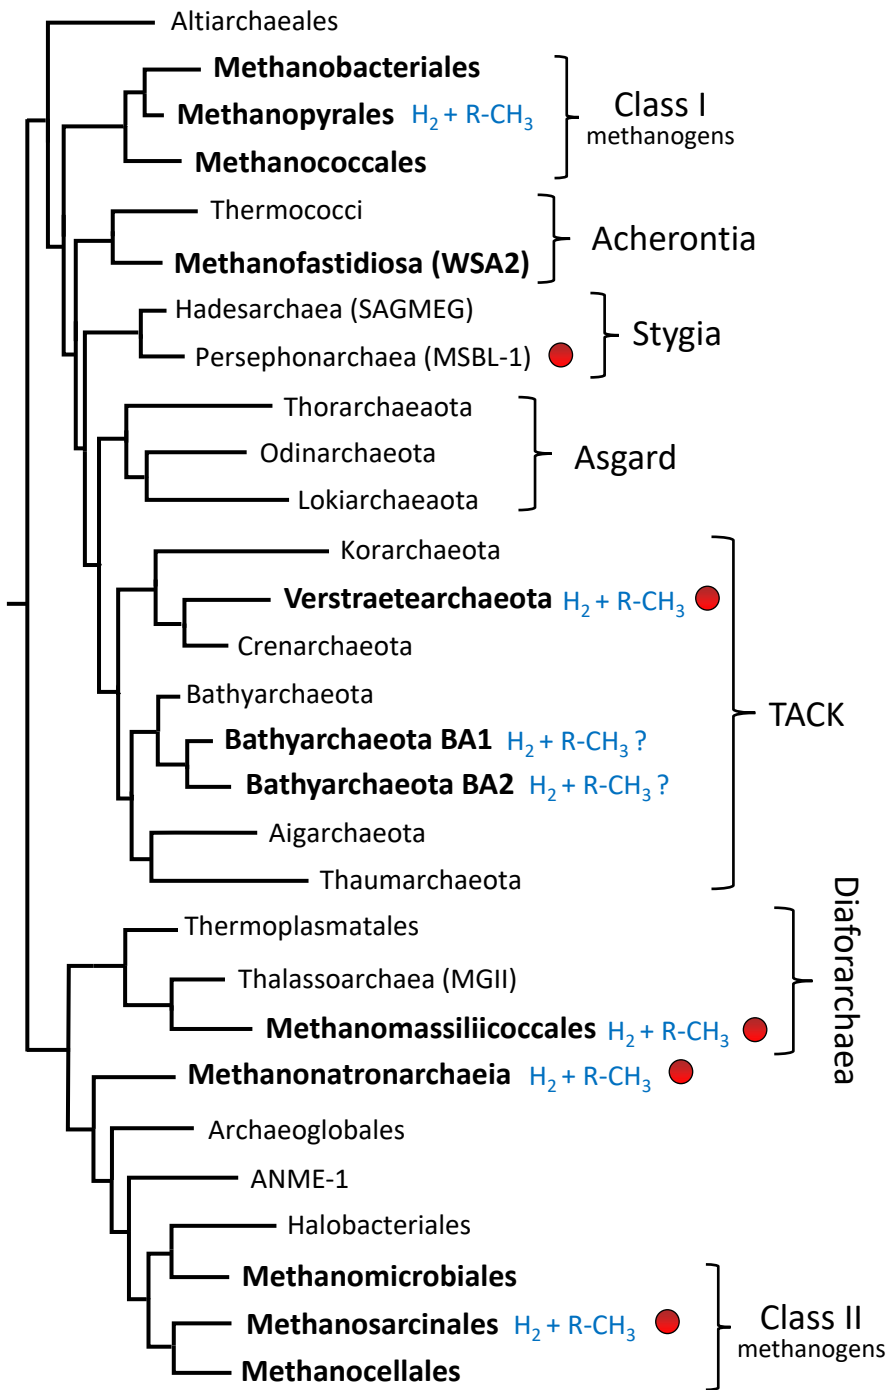 Altiarchaeales
Methanobacteriales
Methanopyrales H₂ + R-CH₃
Methanococcales
Class I
methanogens
Thermococci
Methanofastidiosa (WSA2)
Acherontia
Hadesarchaea (SAGMEG)
Persephonarchaea (MSBL-1)
Stygia
Thorarchaeaota
Odinarchaeota
Lokiarchaeaota
Asgard
Korarchaeota
Verstraetearchaeota H₂ + R-CH₃
Crenarchaeota
Bathyarchaeota
Bathyarchaeota BA1 H₂ + R-CH₃ ?
Bathyarchaeota BA2 H₂ + R-CH₃ ?
Aigarchaeota
Thaumarchaeota
TACK
Thermoplasmatales
Thalassoarchaea (MGII)
Methanomassiliicoccales H₂ + R-CH₃
Diaforarchaea
Methanonatronarchaeia H₂ + R-CH₃
Archaeoglobales
ANME-1
Halobacteriales
Methanomicrobiales
Methanosarcinales H₂ + R-CH₃
Methanocellales
Class II
methanogens